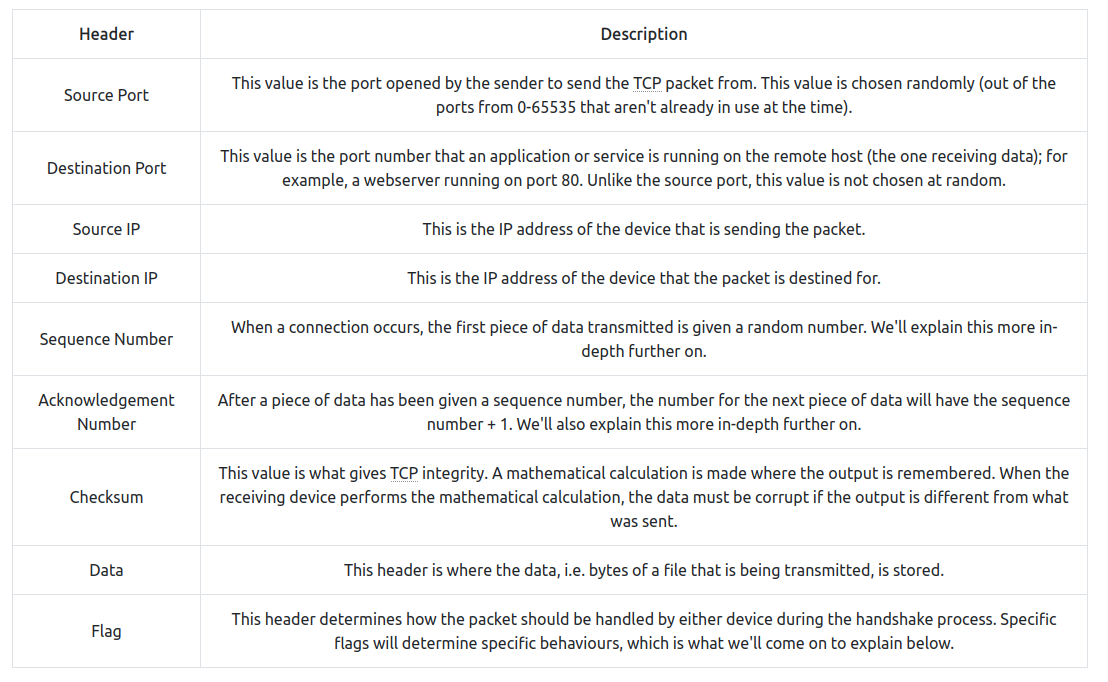 Header
Description
Source Port
This value is the port opened by the sender to send the TCP packet from. This value is chosen randomly (out of the
ports from 0-65535 that aren't already in use at the time).
Destination Port
This value is the port number that an application or service is running on the remote host (the one receiving data); for
example, a webserver running on port 80. Unlike the source port, this value is not chosen at random.
Source IP
This is the IP address of the device that is sending the packet.
Destination IP
This is the IP address of the device that the packet is destined for.
Sequence Number
When a connection occurs, the first piece of data transmitted is given a random number. We'll explain this more in-
depth further on.
Acknowledgement
Number
After a piece of data has been given a sequence number, the number for the next piece of data will have the sequence
number + 1. We'll also explain this more in-depth further on.
Checksum
This value is what gives TCP integrity. A mathematical calculation is made where the output is remembered. When the
receiving device performs the mathematical calculation, the data must be corrupt if the output is different from what
was sent.
Data
This header is where the data, i.e. bytes of a file that is being transmitted, is stored.
Flag
This header determines how the packet should be handled by either device during the handshake process. Specific
flags will determine specific behaviours, which is what we'll come on to explain below.